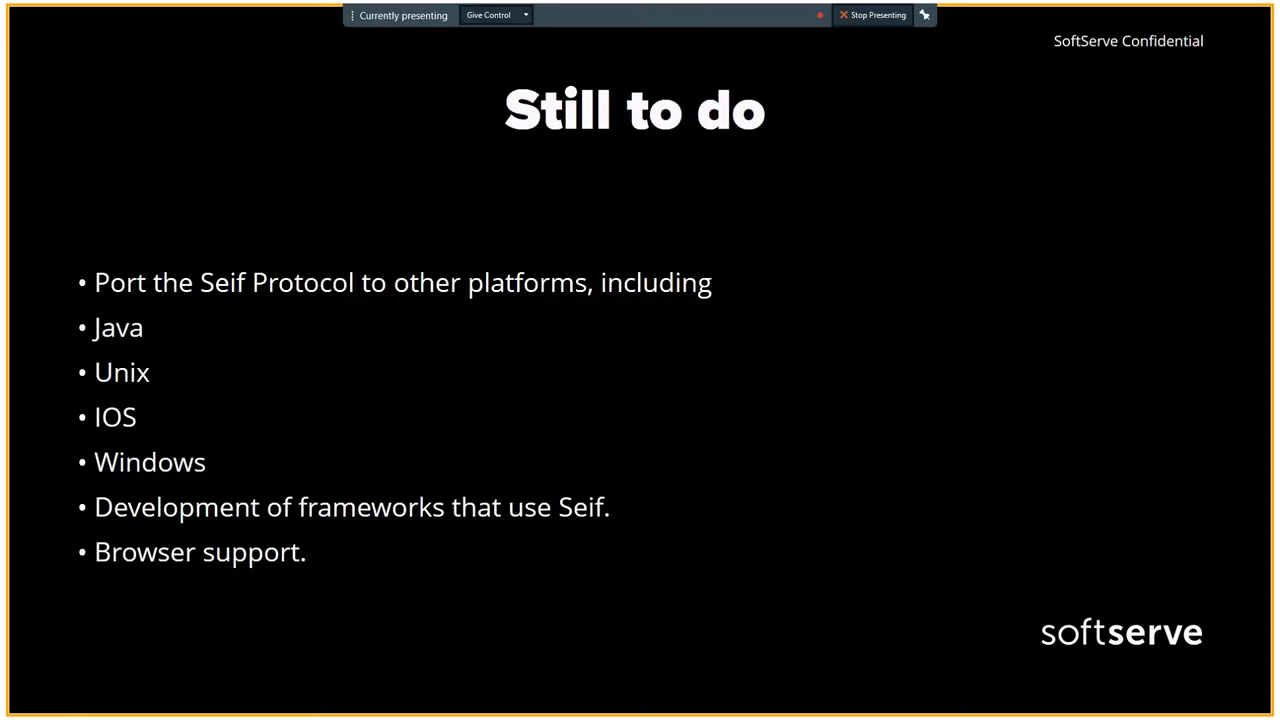 Currently presenting
Give Control
Stop Presenting
SoftServe Confidential
Still to do
• Port the Seif Protocol to other platforms, including
• Java
• Unix
• IOS
• Windows
• Development of frameworks that use Seif.
• Browser support.
softserve